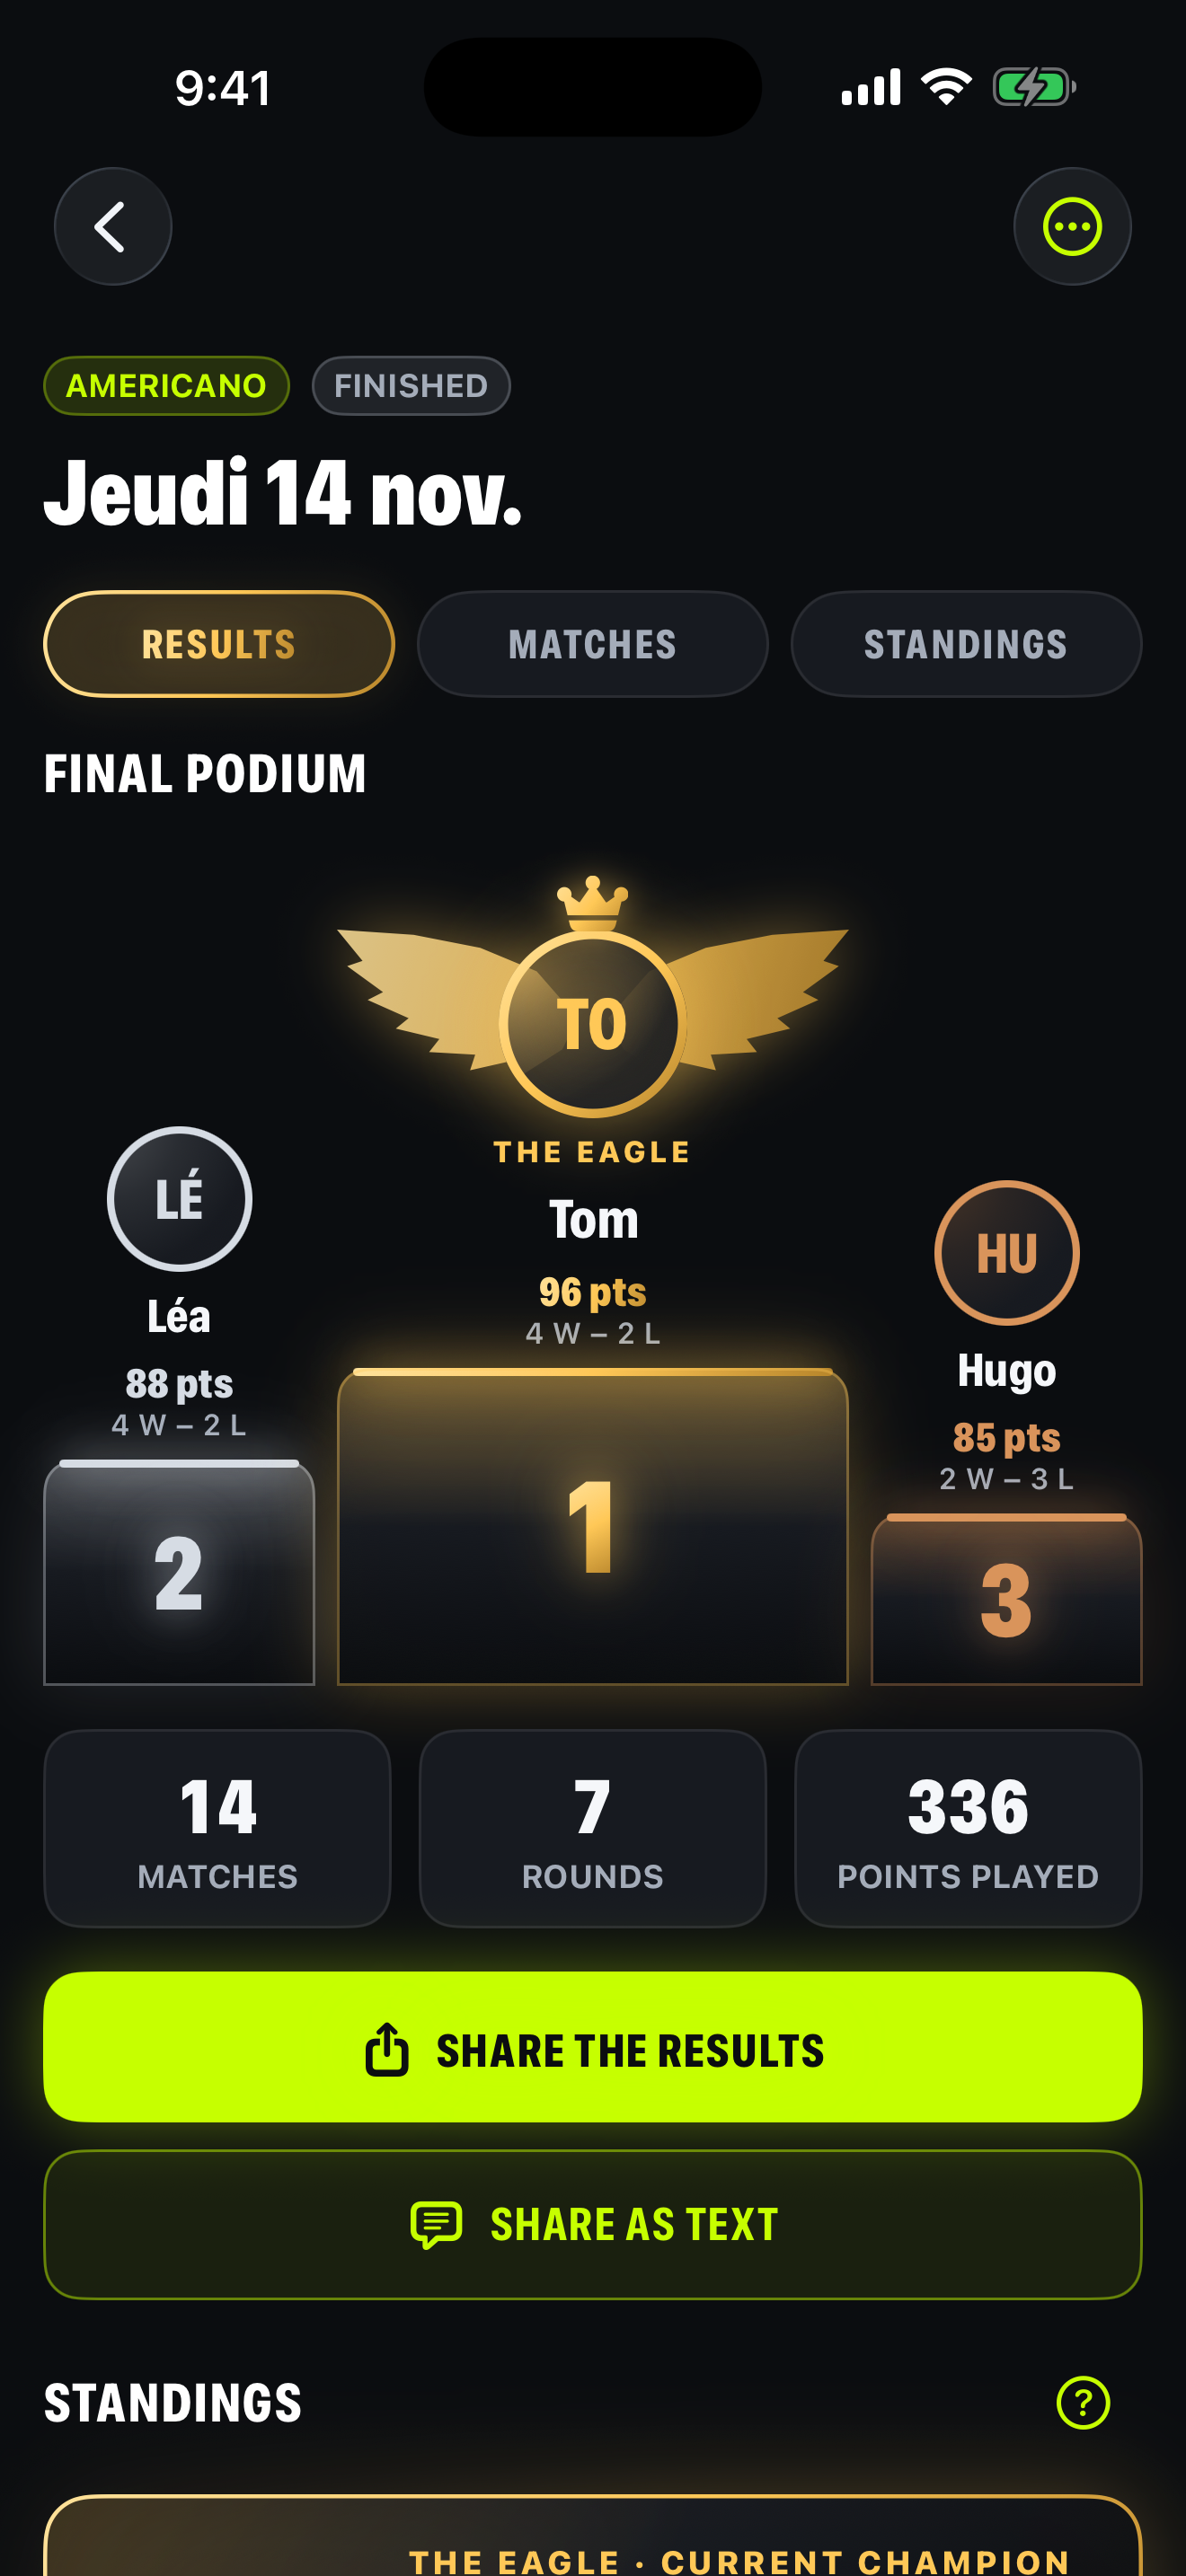 9:41
AMERICANO
FINISHED
Jeudi 14 nov.
RESULTS
MATCHES
STANDINGS
FINAL PODIUM
TO
THE EAGLE
Tom
96 pts
4 W – 2 L
LÉ
Léa
88 pts
4 W – 2 L
HU
Hugo
85 pts
2 W – 3 L
2
1
3
14
MATCHES
7
ROUNDS
336
POINTS PLAYED
SHARE THE RESULTS
SHARE AS TEXT
STANDINGS
?
THE EAGLE · CURRENT CHAMPION